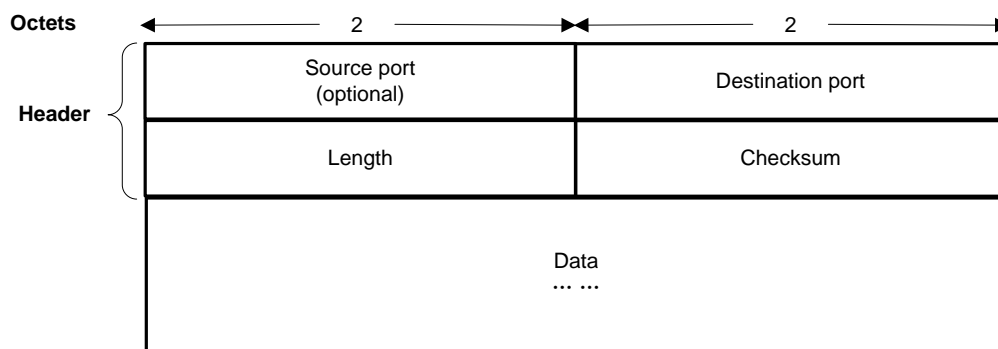 Octets 2 2
Source port
(optional)
Destination port
Header
Length Checksum
Data
... ...